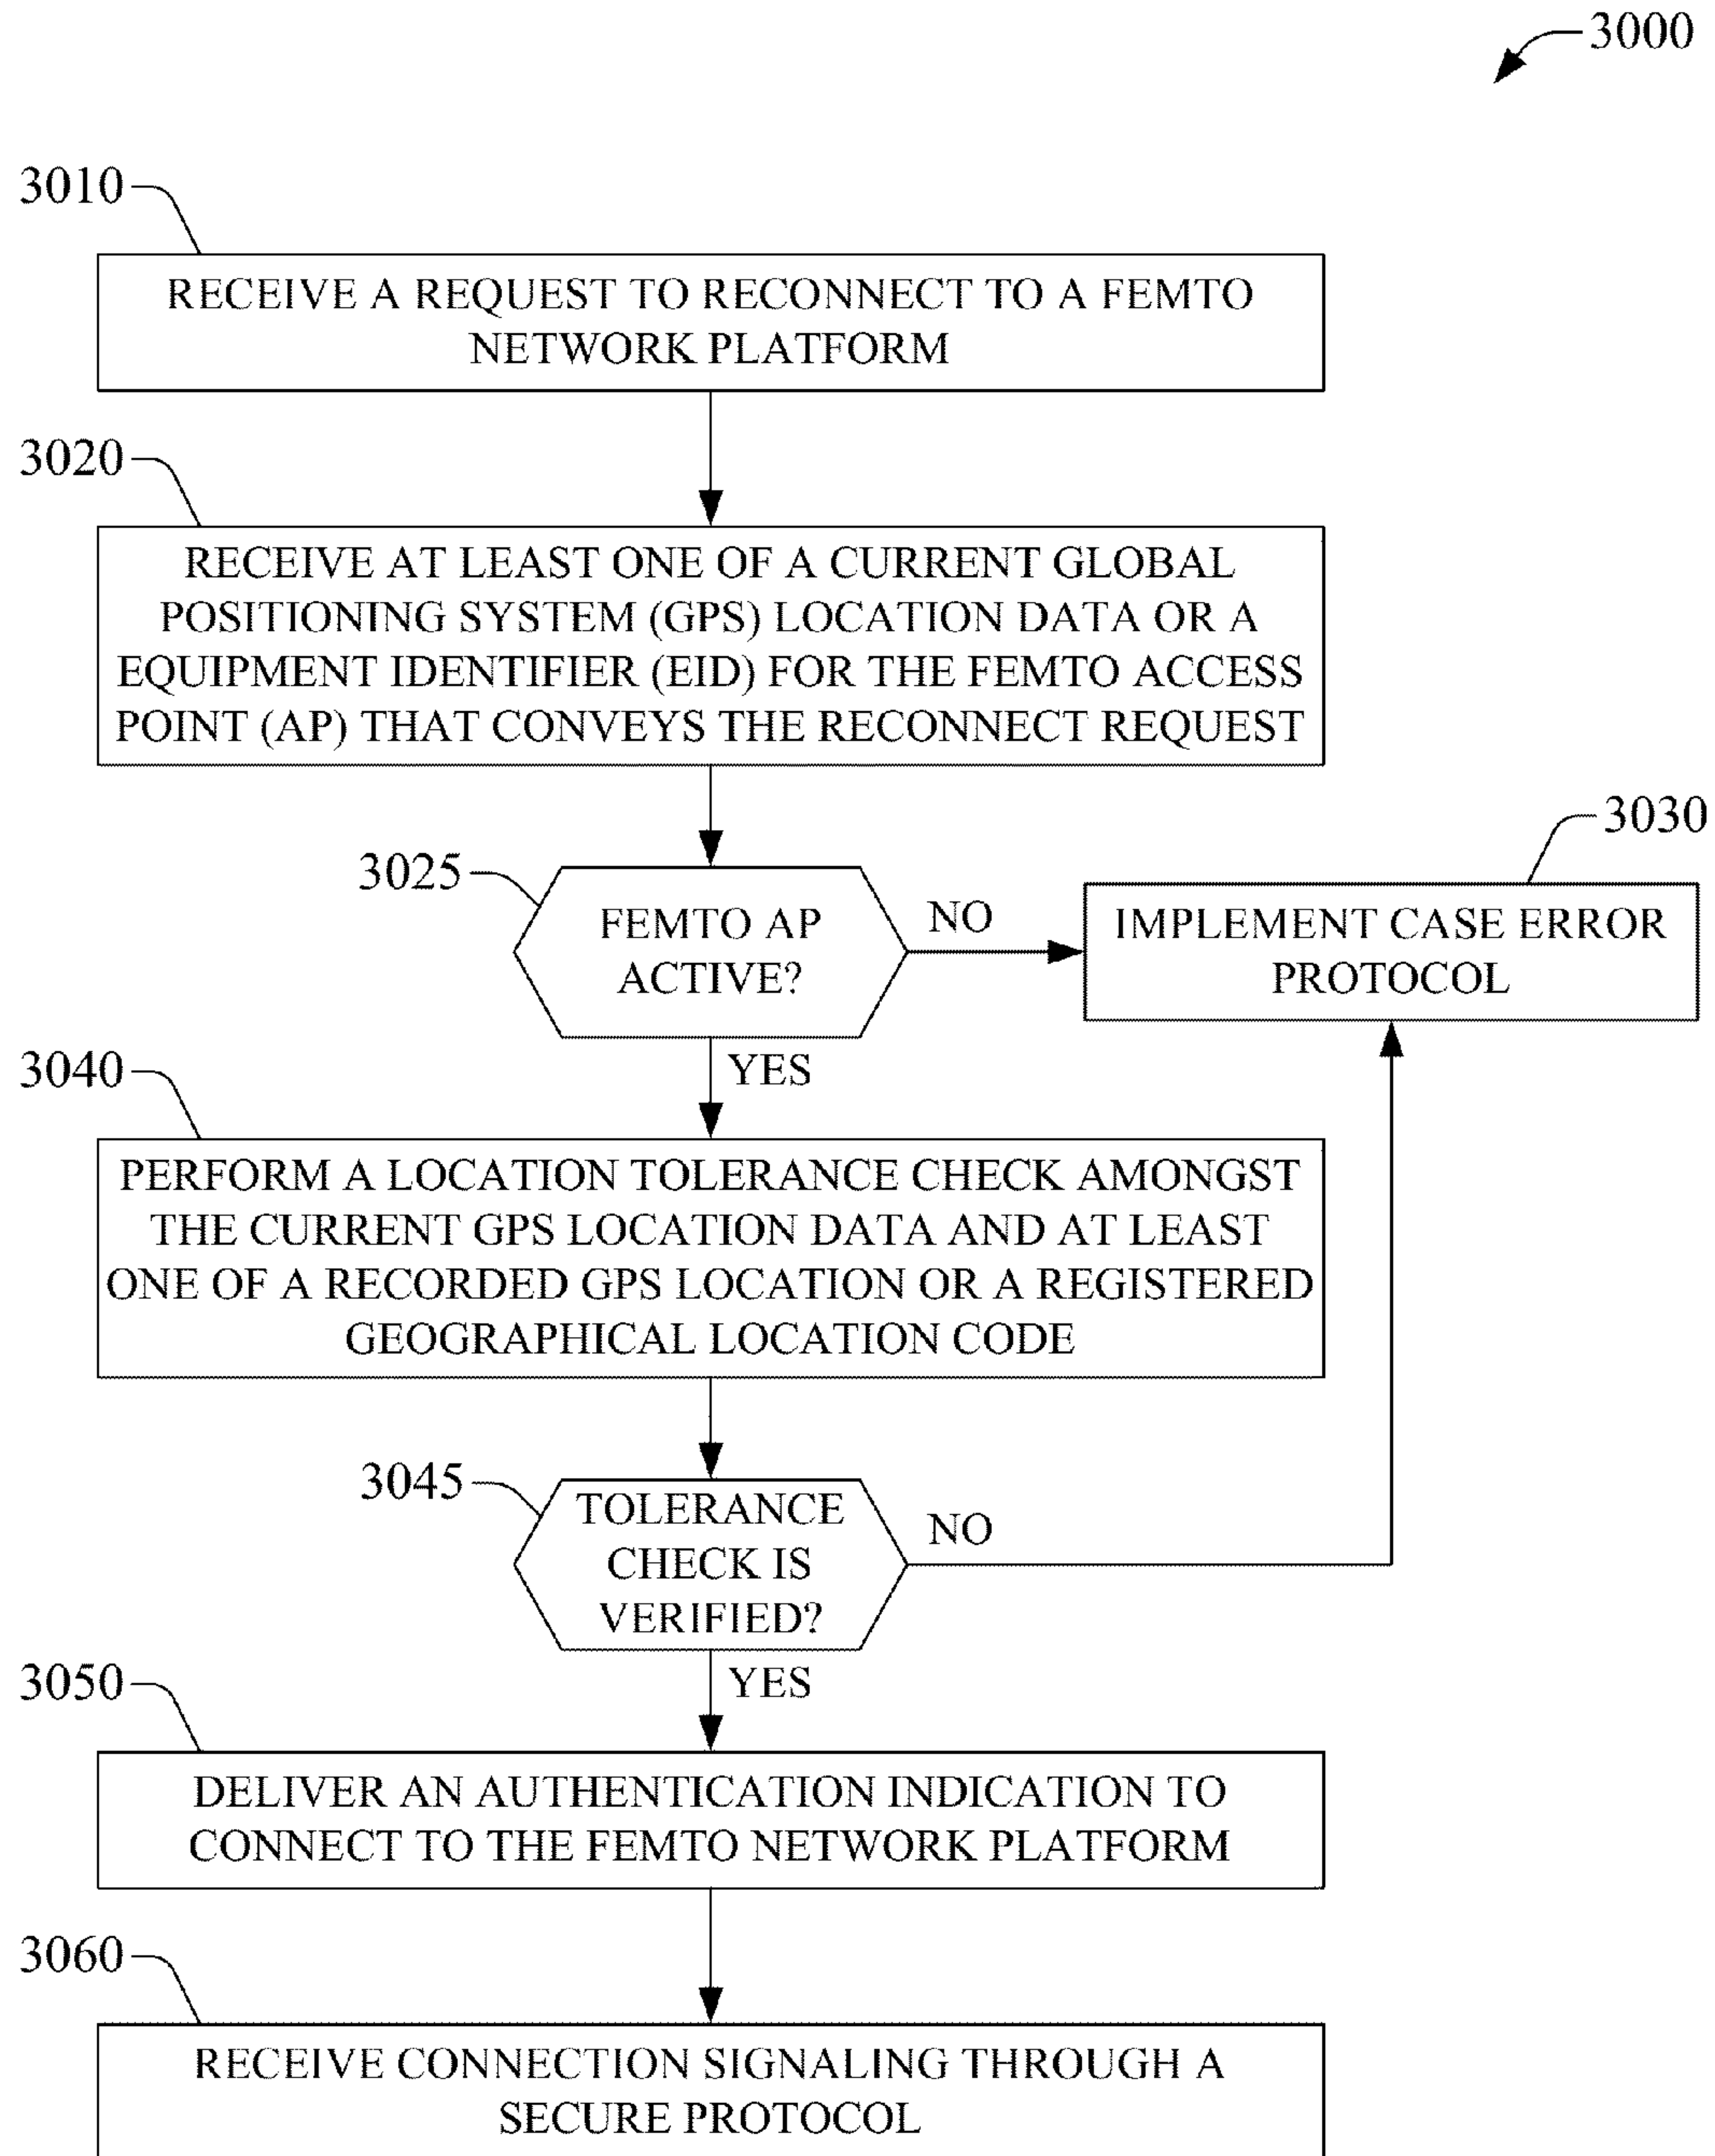 3000
3010
RECEIVE A REQUEST TO RECONNECT TO A FEMTO
NETWORK PLATFORM
3020
RECEIVE AT LEAST ONE OF A CURRENT GLOBAL
POSITIONING SYSTEM (GPS) LOCATION DATA OR A
EQUIPMENT IDENTIFIER (EID) FOR THE FEMTO ACCESS
POINT (AP) THAT CONVEYS THE RECONNECT REQUEST
3025
FEMTO AP
ACTIVE?
NO
3030
IMPLEMENT CASE ERROR
PROTOCOL
YES
3040
PERFORM A LOCATION TOLERANCE CHECK AMONGST
THE CURRENT GPS LOCATION DATA AND AT LEAST
ONE OF A RECORDED GPS LOCATION OR A REGISTERED
GEOGRAPHICAL LOCATION CODE
3045
TOLERANCE
CHECK IS
VERIFIED?
NO
YES
3050
DELIVER AN AUTHENTICATION INDICATION TO
CONNECT TO THE FEMTO NETWORK PLATFORM
3060
RECEIVE CONNECTION SIGNALING THROUGH A
SECURE PROTOCOL